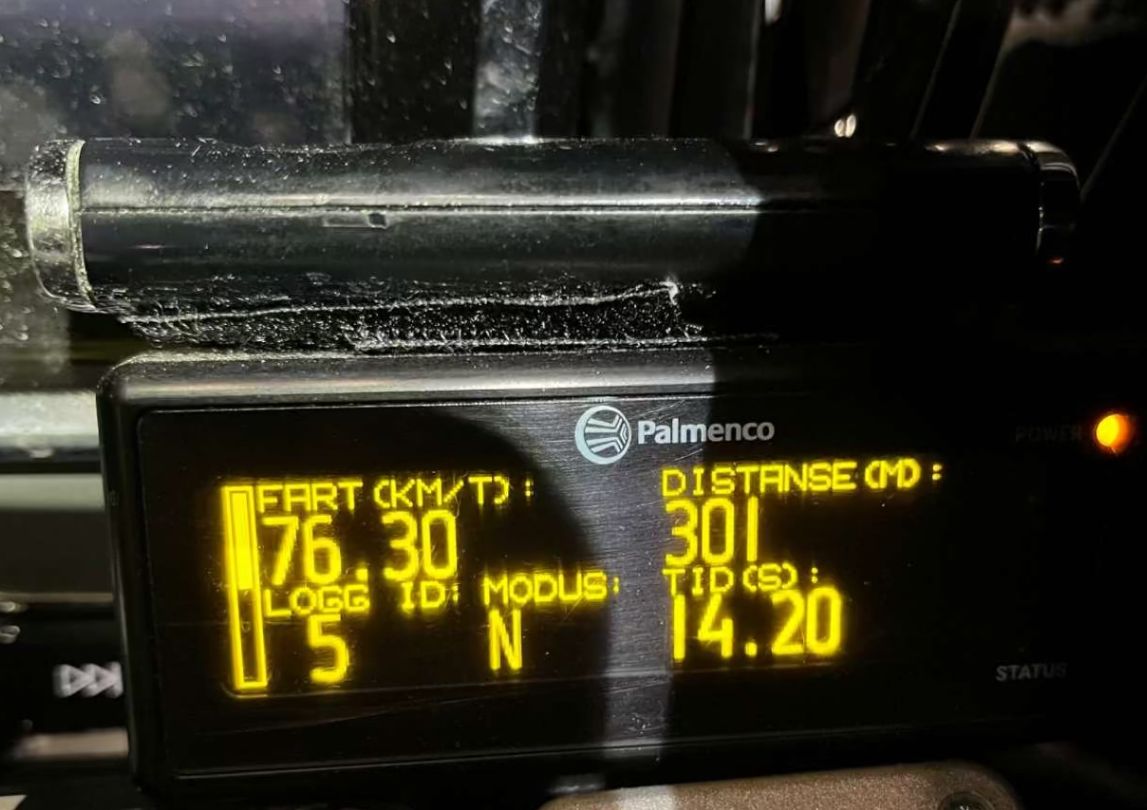 Palmenco
POWER
FART (KM/T):
76.30
DISTANSE (M):
301
LOGG ID: MODUS:
5 N
TID (S):
14.20
STATUS